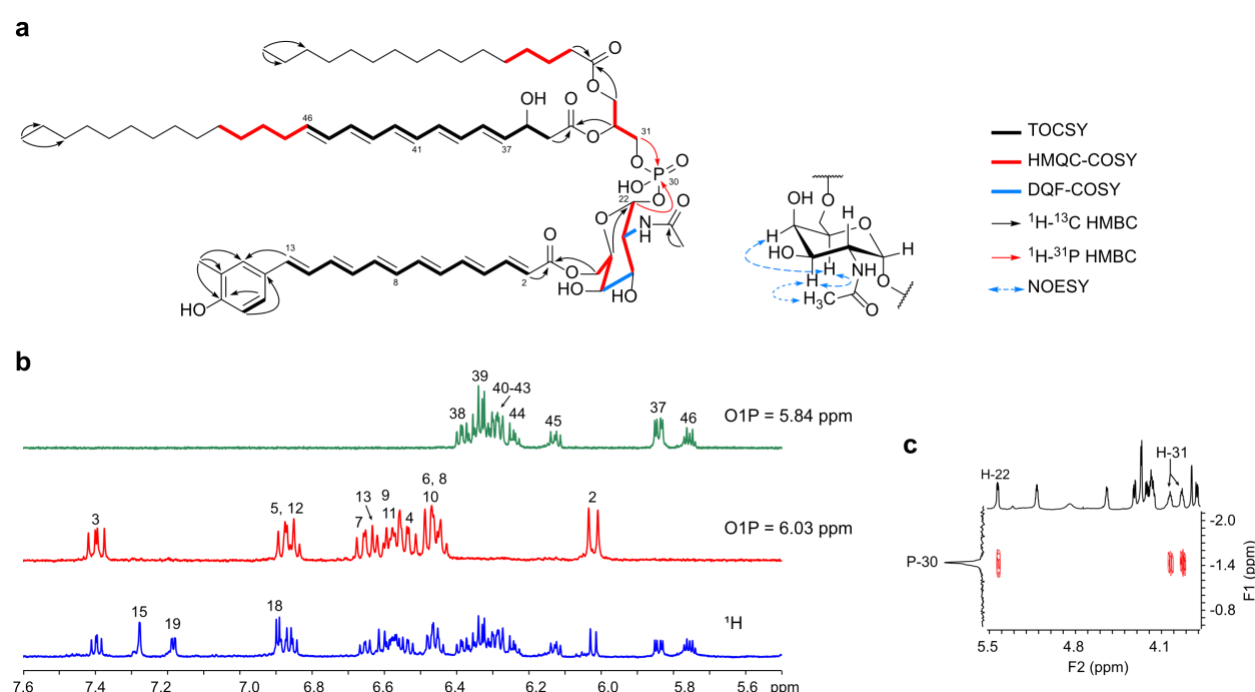 a
O
O
OH
O
O
46
41
37
31
O
O
P
30
HO
O
22
O
O
N
H
13
8
2
O
O
HO
HO
OH
OH
O
H
O
H
HO
H
H
H
NH
O
H3C
O
TOCSY
HMQC-COSY
DQF-COSY
¹H-¹³C HMBC
¹H-³¹P HMBC
NOESY
b
39
40-43
38
44
45
37
46
O1P = 5.84 ppm
3
5, 12
7
13
9
11
4
6, 8
10
2
O1P = 6.03 ppm
15
19
18
¹H
7.6 7.4 7.2 7.0 6.8 6.6 6.4 6.2 6.0 5.8 5.6 ppm
c
H-22
H-31
P-30
-2.0
-1.4
-0.8
F1 (ppm)
5.5 4.8 4.1
F2 (ppm)